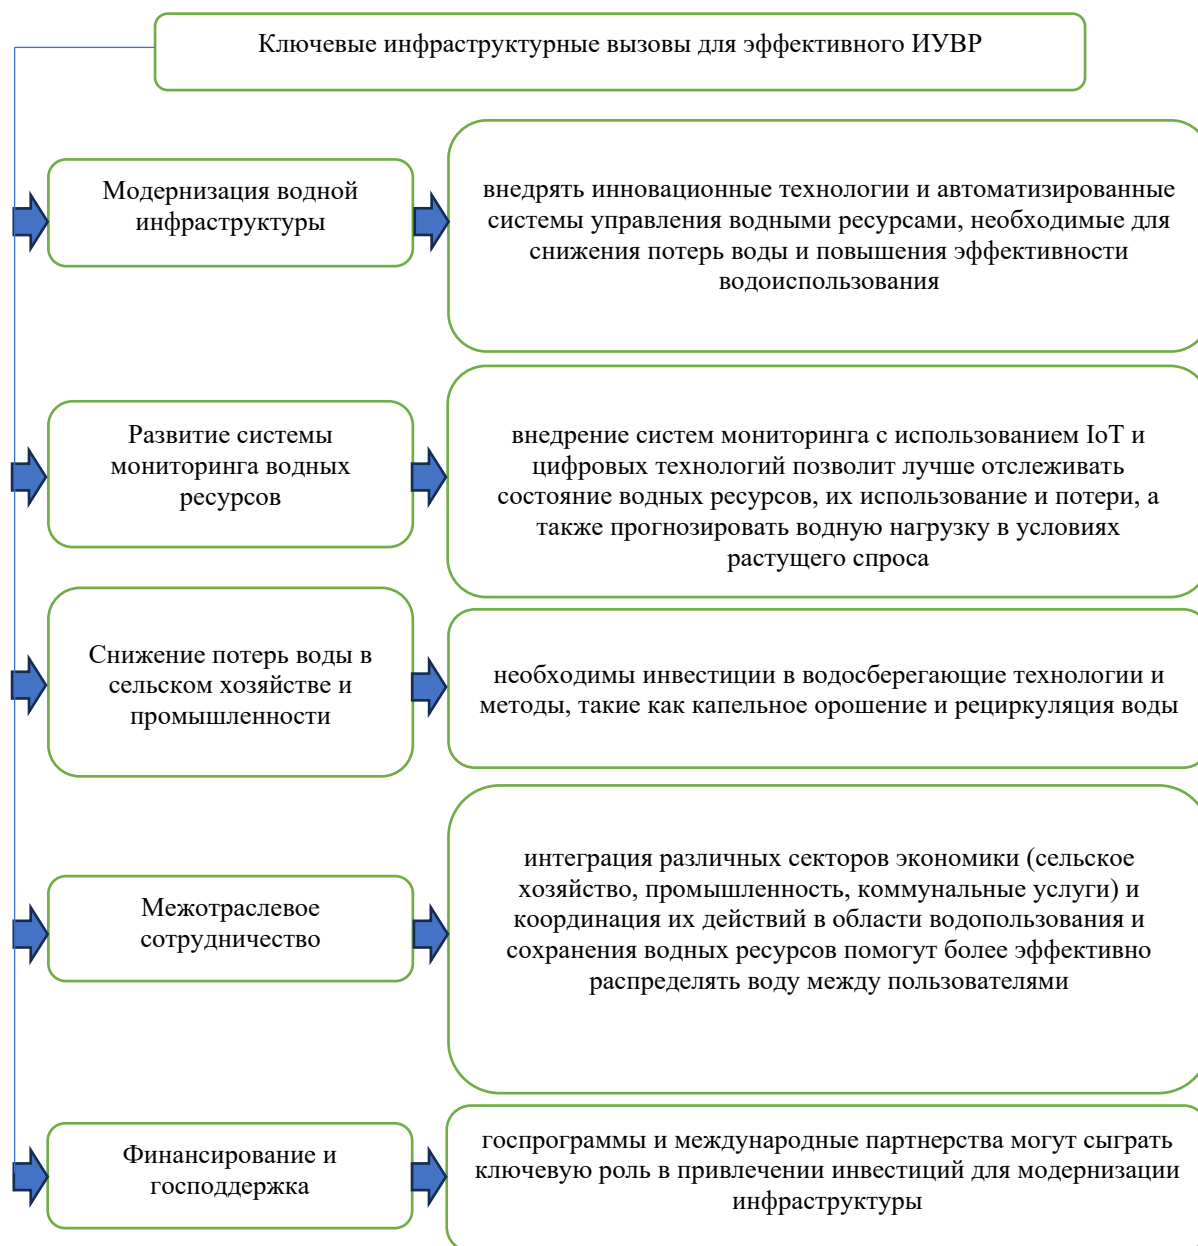 Ключевые инфраструктурные вызовы для эффективного ИУВР
Модернизация водной
инфраструктуры
внедрять инновационные технологии и автоматизированные
системы управления водными ресурсами, необходимые для
снижения потерь воды и повышения эффективности
водоиспользования
Развитие системы
мониторинга водных
ресурсов
внедрение систем мониторинга с использованием IoT и
цифровых технологий позволит лучше отслеживать
состояние водных ресурсов, их использование и потери, а
также прогнозировать водную нагрузку в условиях
растущего спроса
Снижение потерь воды в
сельском хозяйстве и
промышленности
необходимы инвестиции в водосберегающие технологии и
методы, такие как капельное орошение и рециркуляция воды
Межотраслевое
сотрудничество
интеграция различных секторов экономики (сельское
хозяйство, промышленность, коммунальные услуги) и
координация их действий в области водопользования и
сохранения водных ресурсов помогут более эффективно
распределять воду между пользователями
Финансирование и
господдержка
госпрограммы и международные партнерства могут сыграть
ключевую роль в привлечении инвестиций для модернизации
инфраструктуры